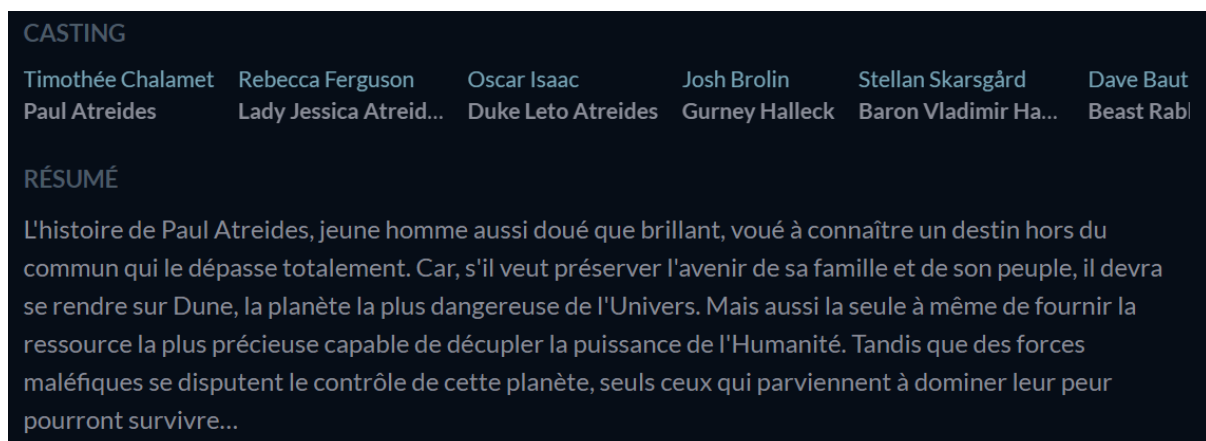 CASTING
Timothée Chalamet Rebecca Ferguson Oscar Isaac Josh Brolin Stellan Skarsgård Dave Baut
Paul Atreides Lady Jessica Atreid... Duke Leto Atreides Gurney Halleck Baron Vladimir Ha... Beast Rab
RÉSUMÉ
L'histoire de Paul Atreides, jeune homme aussi doué que brillant, voué à connaître un destin hors du
commun qui le dépasse totalement. Car, s'il veut préserver l'avenir de sa famille et de son peuple, il devra
se rendre sur Dune, la planète la plus dangereuse de l'Univers. Mais aussi la seule à même de fournir la
ressource la plus précieuse capable de décupler la puissance de l'Humanité. Tandis que des forces
maléfiques se disputent le contrôle de cette planète, seuls ceux qui parviennent à dominer leur peur
pourront survivre...